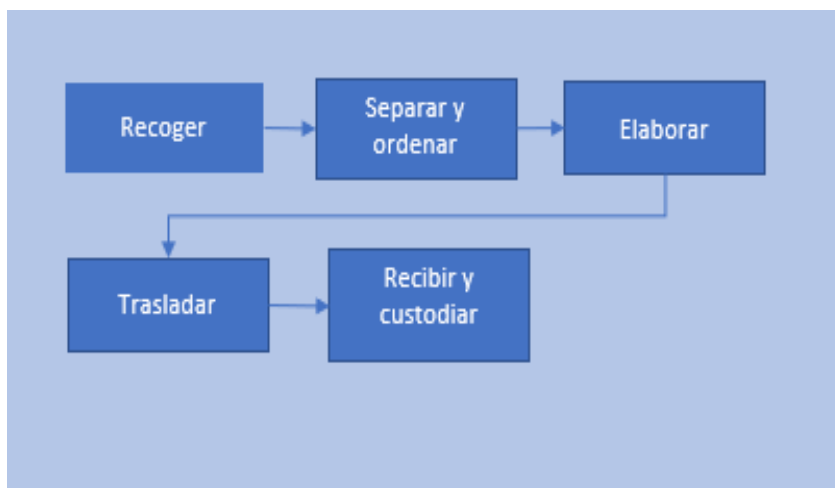 Recoger
Separar y
ordenar
Elaborar
Trasladar
Recibir y
custodiar